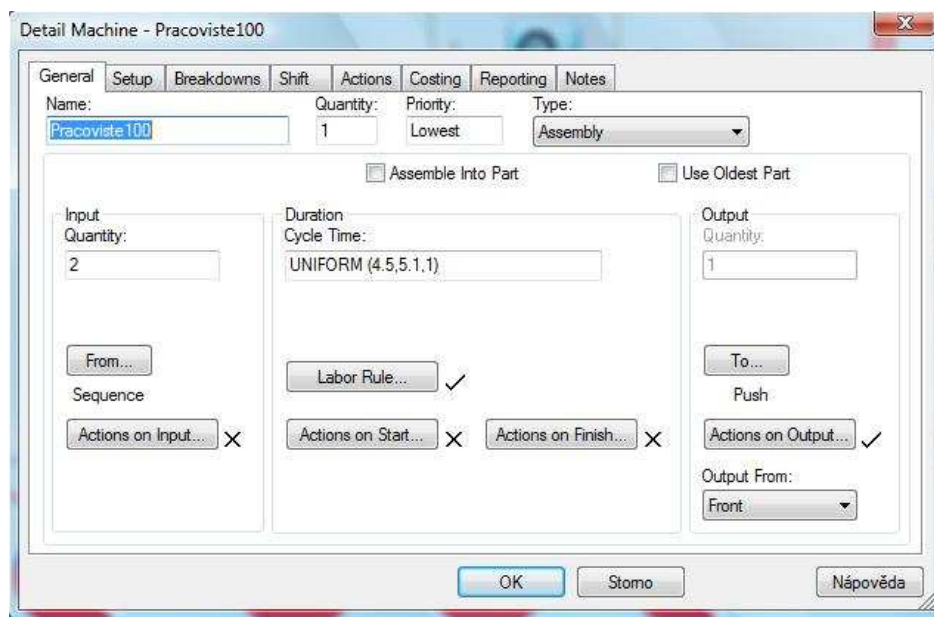 Detail Machine - Pracoviste100
General Setup Breakdowns Shift Actions Costing Reporting Notes
Name: Quantity: Priority: Type:
Pracoviste100 1 Lowest Assembly
Assemble Into Part Use Oldest Part
Input Duration Output
Quantity: Cycle Time: Quantity:
2 UNIFORM (4.5,5.1,1) 1
From... Labor Rule... To...
Sequence Push
Actions on Input... Actions on Start... Actions on Finish... Actions on Output...
Output From:
Front
OK Storno Nápověda